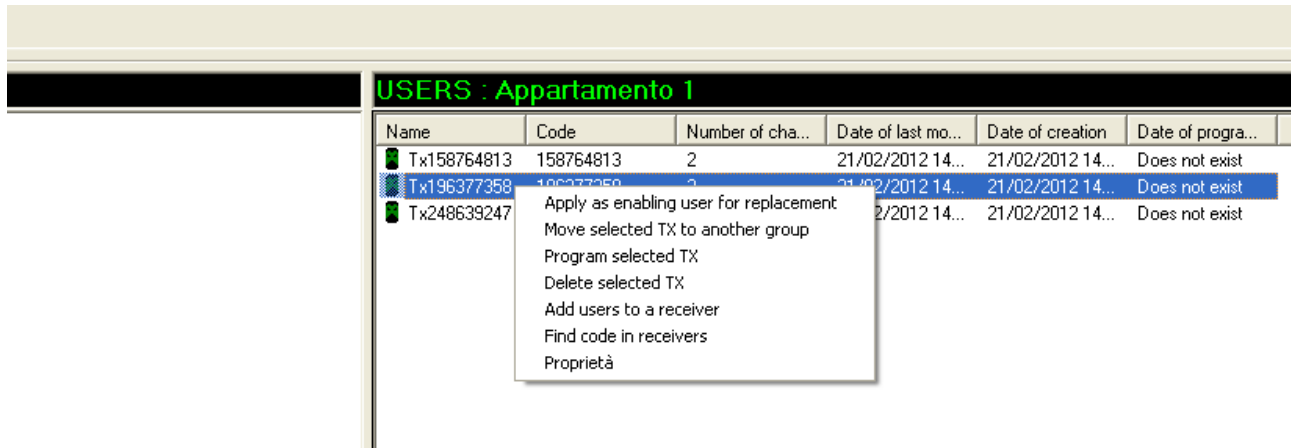 USERS : Appartamento 1
Name Code Number of cha... Date of last mo... Date of creation Date of progra...
Tx158764813 158764813 2 21/02/2012 14... 21/02/2012 14... Does not exist
Tx196377358 21/02/2012 14... Does not exist
Tx248639247 2/2012 14... 21/02/2012 14... Does not exist
Apply as enabling user for replacement
Move selected TX to another group
Program selected TX
Delete selected TX
Add users to a receiver
Find code in receivers
Proprietà